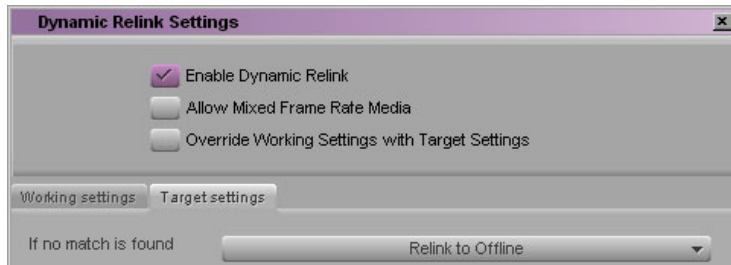 Dynamic Relink Settings
Enable Dynamic Relink
Allow Mixed Frame Rate Media
Override Working Settings with Target Settings
Working settings Target settings
If no match is found Relink to Offline